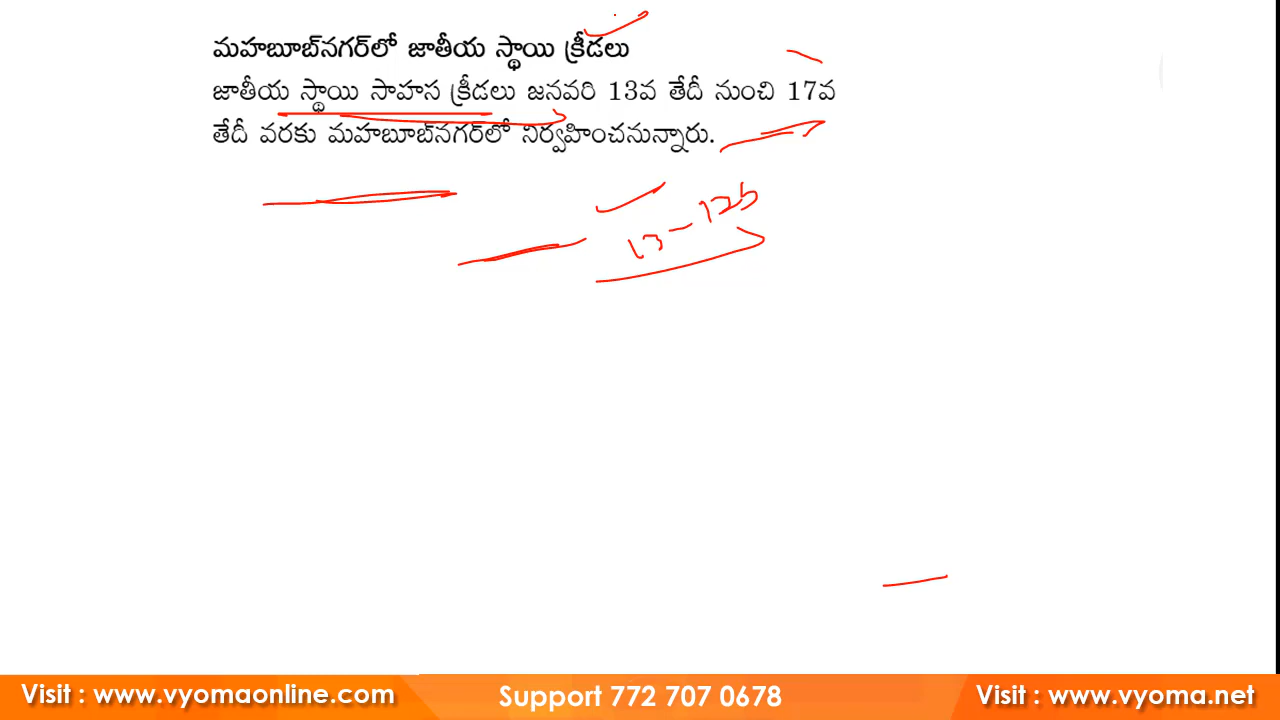 మహబూబ్‌నగర్‌లో జాతీయ స్థాయి క్రీడలు
జాతీయ స్థాయి సాహస క్రీడలు జనవరి 13వ తేదీ నుంచి 17వ
తేదీ వరకు మహబూబ్‌నగర్‌లో నిర్వహించనున్నారు.
Visit : www.vyomaonline.com
Support 772 707 0678
Visit : www.vyoma.net